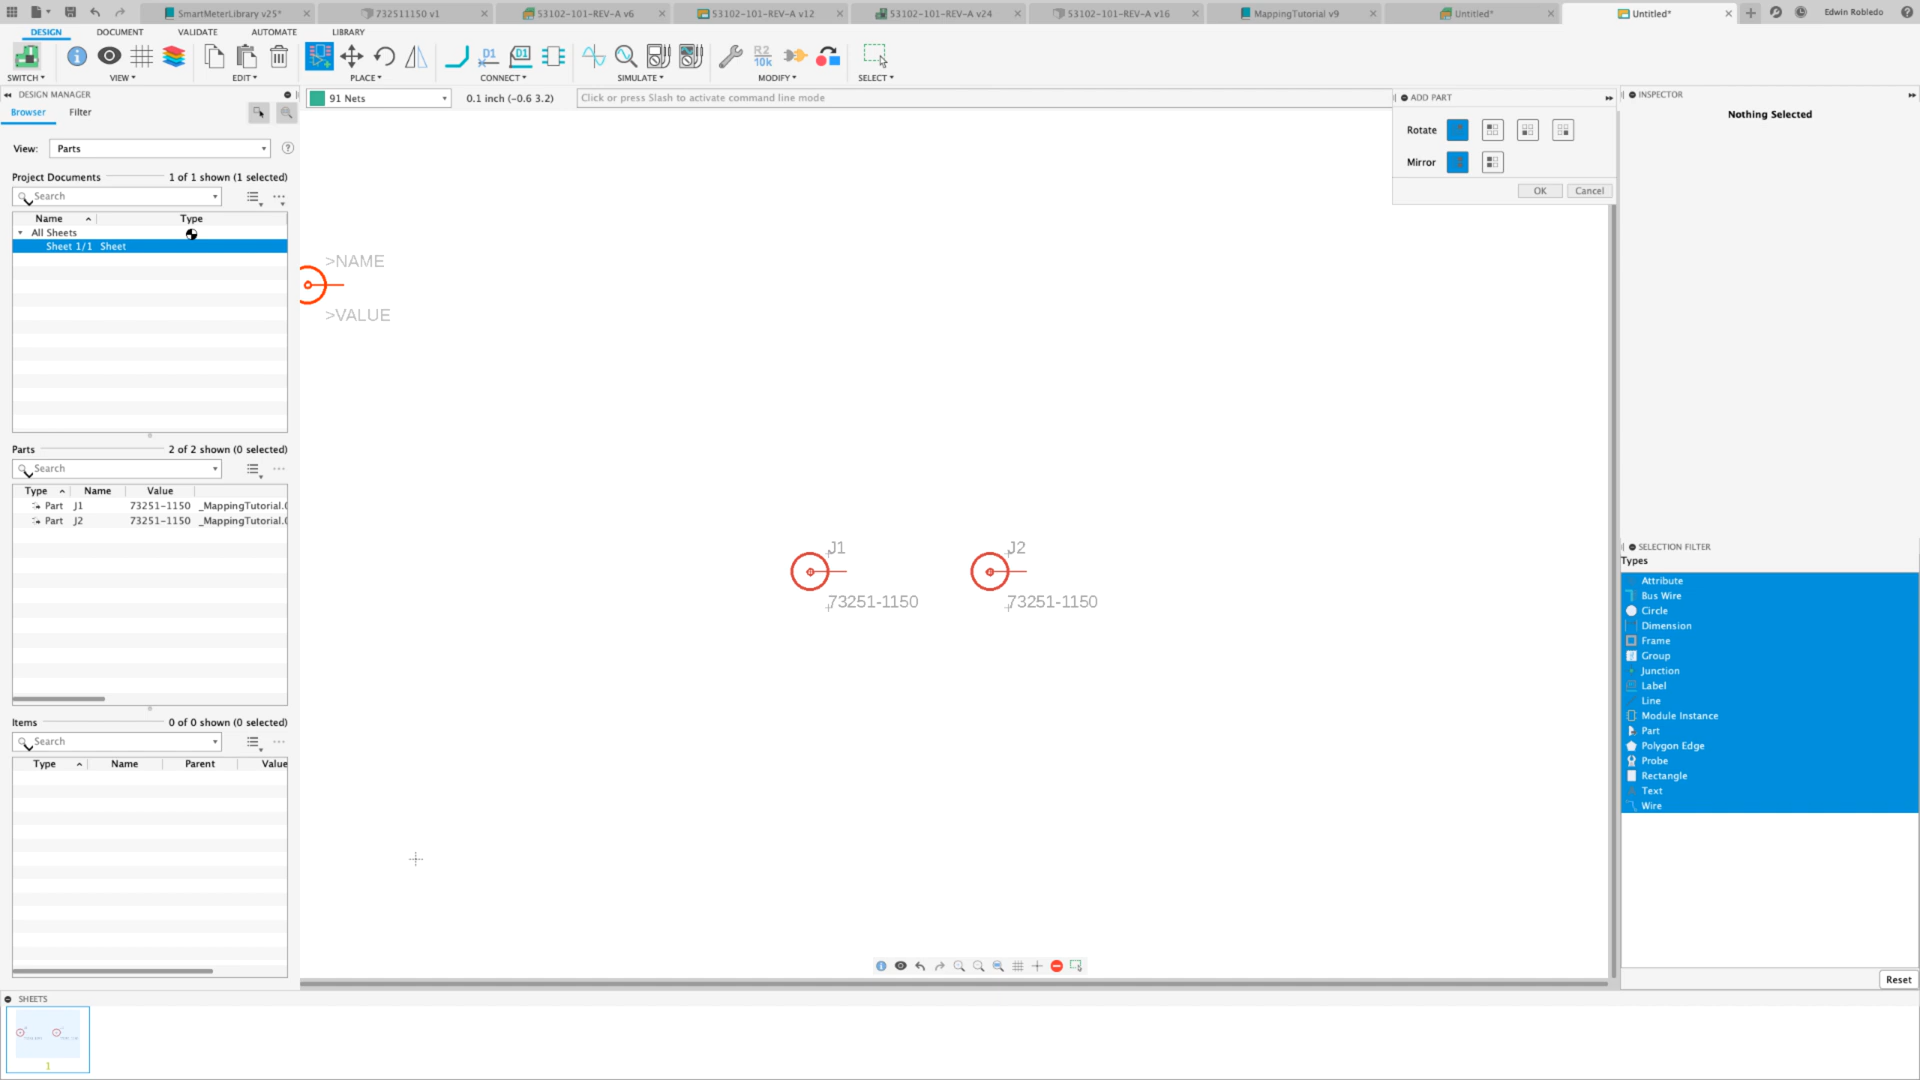 SmartMeterLibrary v25*
732511150 v1
53102-101-REV-A v6
53102-101-REV-A v12
53102-101-REV-A v24
53102-101-REV-A v16
MappingTutorial v9
Untitled*
Untitled*
Edwin Robledo
DESIGN
DOCUMENT
VALIDATE
AUTOMATE
LIBRARY
D1
D1
R2
10k
SWITCH
VIEW
EDIT
PLACE
CONNECT
SIMULATE
MODIFY
SELECT
DESIGN MANAGER
Browser
Filter
View:
Parts
Project Documents
1 of 1 shown (1 selected)
Search
Name
Type
All Sheets
Sheet 1/1
Sheet
Parts
2 of 2 shown (0 selected)
Search
Type
Name
Value
Part
J1
73251-1150
_MappingTutorial.
Part
J2
73251-1150
_MappingTutorial.
Items
0 of 0 shown (0 selected)
Search
Type
Name
Parent
Value
91 Nets
0.1 inch (-0.6 3.2)
Click or press Slash to activate command line mode
ADD PART
Rotate
Mirror
OK
Cancel
>NAME
>VALUE
J1
73251-1150
J2
73251-1150
INSPECTOR
Nothing Selected
SELECTION FILTER
Types
Attribute
Bus Wire
Circle
Dimension
Frame
Group
Junction
Label
Line
Module Instance
Part
Polygon Edge
Probe
Rectangle
Text
Wire
Reset
SHEETS
1